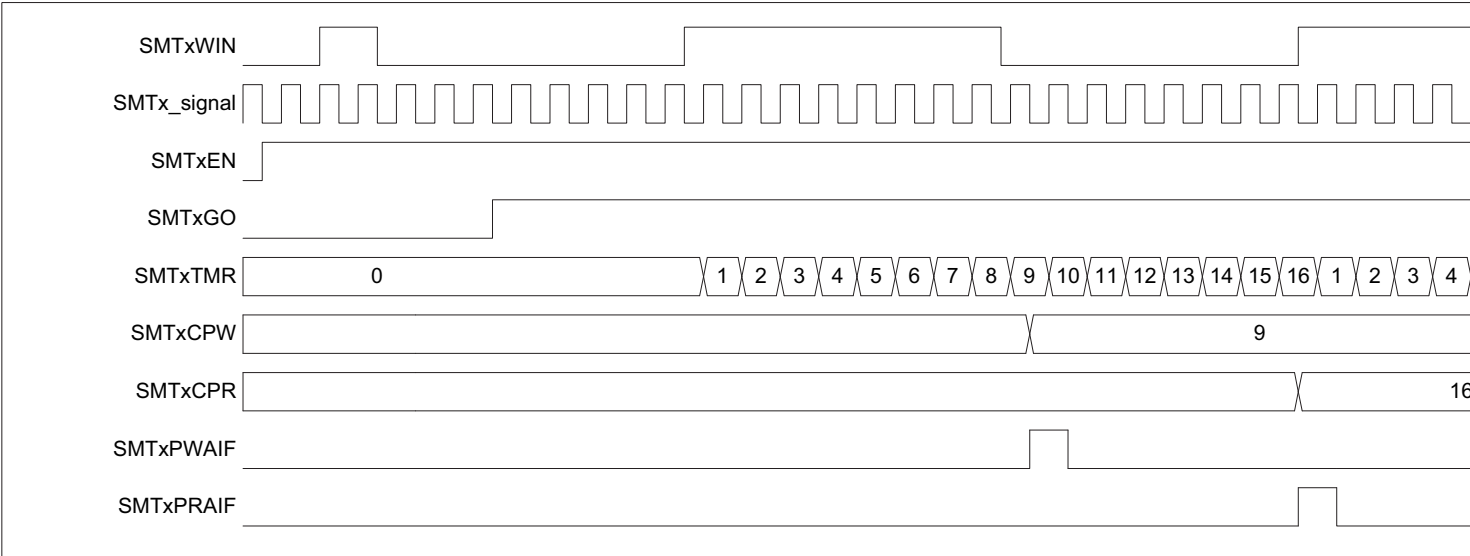 SMTxWIN
SMTx_signal
SMTxEN
SMTxGO
SMTxTMR 0 1 2 3 4 5 6 7 8 9 10 11 12 13 14 15 16 1 2 3 4
SMTxCPW 9
SMTxCPR 16
SMTxPWAIF
SMTxPRAIF